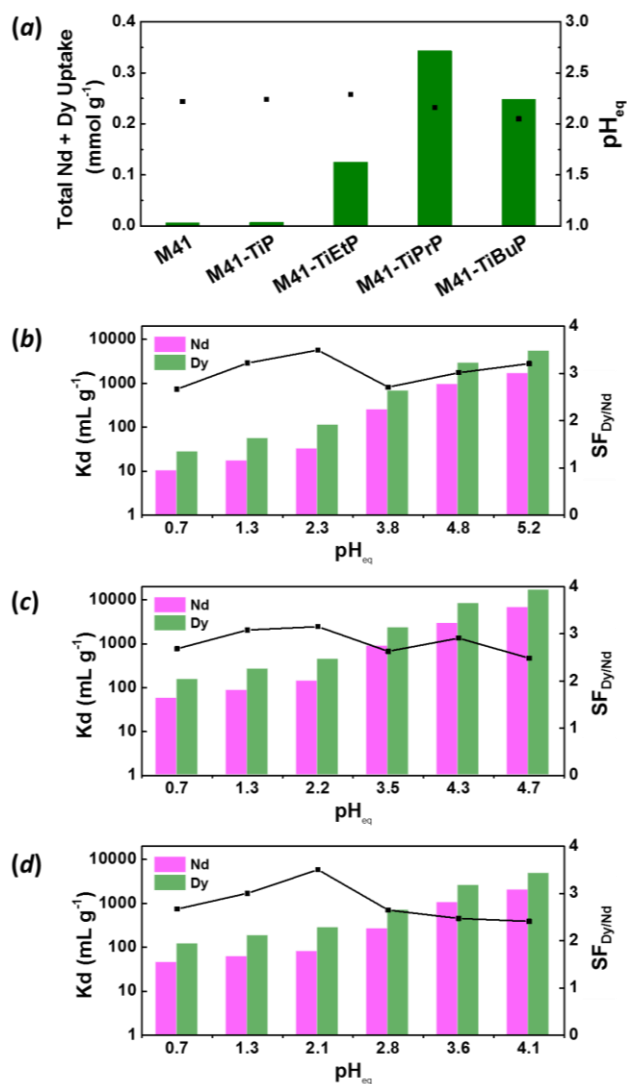 (a)
Total Nd + Dy Uptake
(mmol g⁻¹)
0.4
0.3
0.2
0.1
0.0
3.0
2.5
2.0
1.5
1.0
pHeq
M41
M41-TiP
M41-TiEtP
M41-TiPrP
M41-TiBuP
(b)
Kd (mL g⁻¹)
10000
1000
100
10
1
Nd
Dy
4
3
2
1
0
SFDy/Nd
0.7 1.3 2.3 3.8 4.8 5.2
pHeq
(c)
Kd (mL g⁻¹)
10000
1000
100
10
1
Nd
Dy
4
3
2
1
0
SFDy/Nd
0.7 1.3 2.2 3.5 4.3 4.7
pHeq
(d)
Kd (mL g⁻¹)
10000
1000
100
10
1
Nd
Dy
4
3
2
1
0
SFDy/Nd
0.7 1.3 2.1 2.8 3.6 4.1
pHeq